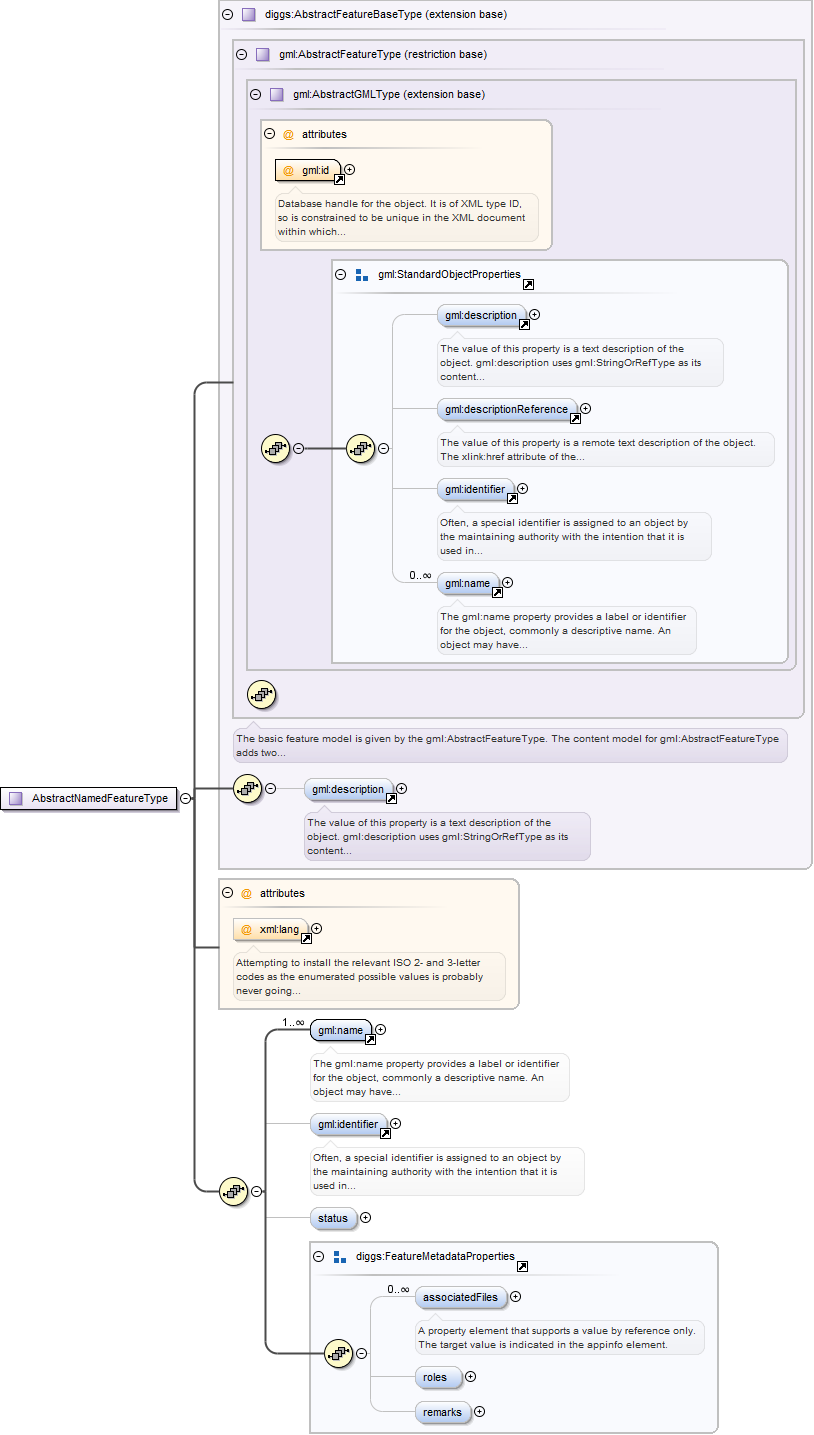 diggs:AbstractFeatureBaseType (extension base)
gml:AbstractFeatureType (restriction base)
gml:AbstractGMLType (extension base)
@ attributes
@ gml:id
Database handle for the object. It is of XML type ID,
so is constrained to be unique in the XML document
within which...
gml:StandardObjectProperties
gml:description
The value of this property is a text description of the
object. gml:description uses gml:StringOrRefType as its
content...
gml:descriptionReference
The value of this property is a remote text description of the object.
The xlink:href attribute of the...
gml:identifier
Often, a special identifier is assigned to an object by
the maintaining authority with the intention that it is
used in...
0..∞
gml:name
The gml:name property provides a label or identifier
for the object, commonly a descriptive name. An
object may have...
The basic feature model is given by the gml:AbstractFeatureType. The content model for gml:AbstractFeatureType
adds two...
AbstractNamedFeatureType
gml:description
The value of this property is a text description of the
object. gml:description uses gml:StringOrRefType as its
content...
@ attributes
@ xml:lang
Attempting to install the relevant ISO 2- and 3-letter
codes as the enumerated possible values is probably
never going...
1..∞
gml:name
The gml:name property provides a label or identifier
for the object, commonly a descriptive name. An
object may have...
gml:identifier
Often, a special identifier is assigned to an object by
the maintaining authority with the intention that it is
used in...
status
diggs:FeatureMetadataProperties
0..∞
associatedFiles
A property element that supports a value by reference only.
The target value is indicated in the appinfo element.
roles
remarks